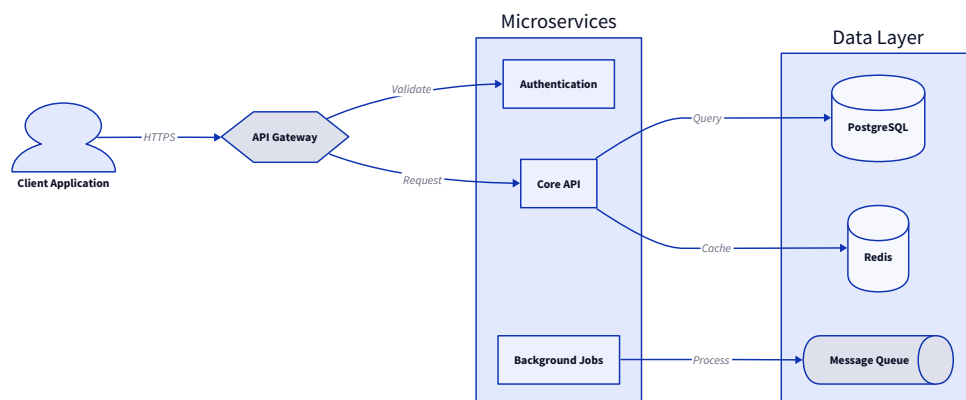 Microservices
Data Layer
Authentication
Validate
HTTPS
API Gateway
Client Application
Request
Core API
Query
PostgreSQL
Cache
Redis
Background Jobs
Process
Message Queue